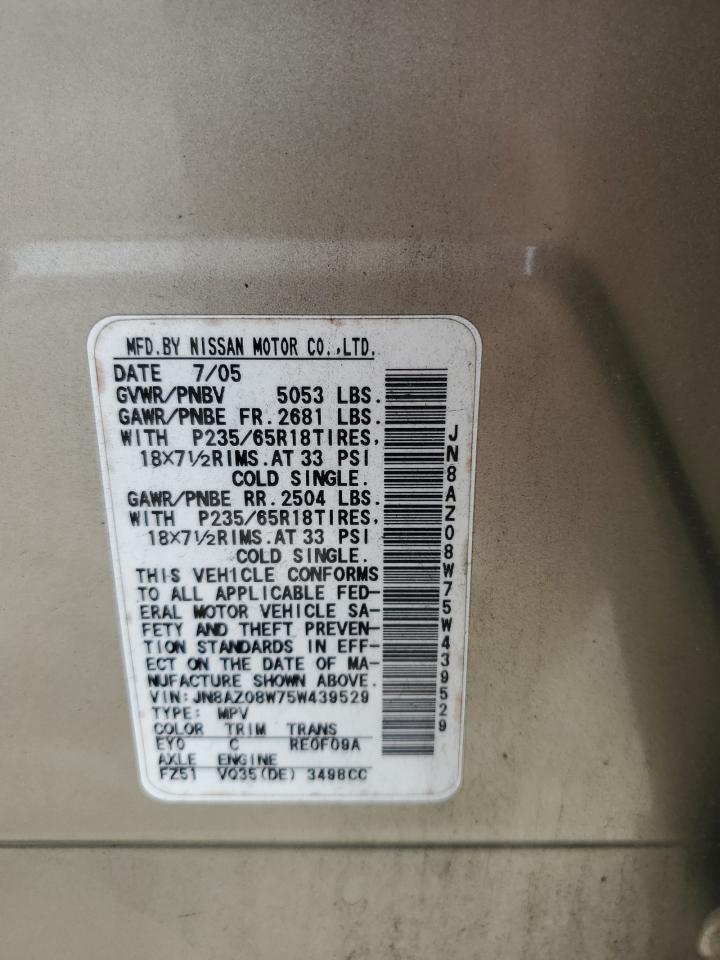 MFD.BY NISSAN MOTOR CO.,LTD.
DATE 7/05
GVWR/PNBV 5053 LBS.
GAWR/PNBE FR.2681 LBS.
WITH P235/65R18TIRES,
18×7½RIMS.AT 33 PSI
COLD SINGLE.
GAWR/PNBE RR.2504 LBS.
WITH P235/65R18TIRES,
18×7½RIMS.AT 33 PSI
COLD SINGLE.
THIS VEHICLE CONFORMS
TO ALL APPLICABLE FED-
ERAL MOTOR VEHICLE SA-
FETY AND THEFT PREVEN-
TION STANDARDS IN EFF-
ECT ON THE DATE OF MA-
NUFACTURE SHOWN ABOVE.
VIN:JN8AZ08W75W439529
TYPE: MPV
COLOR TRIM TRANS
EY0 C RE0F09A
AXLE ENGINE
FZ51 VQ35(DE) 3498CC
JN8AZ08W75W439529